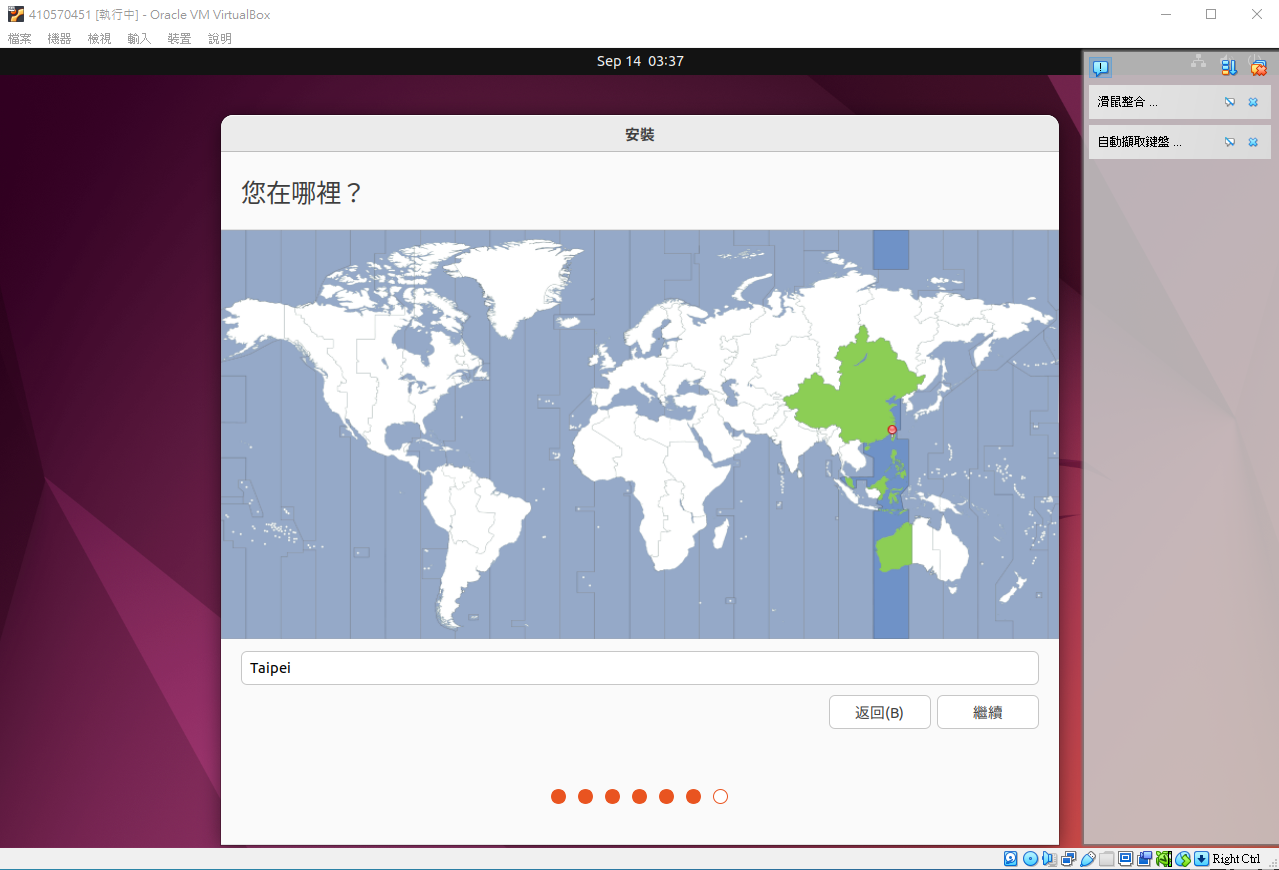 410570451 [執行中] - Oracle VM VirtualBox
檔案 機器 檢視 輸入 裝置 說明
Sep 14 03:37
滑鼠整合 ...
自動擷取鍵盤 ...
安裝
您在哪裡？
Taipei
返回(B) 繼續
Right Ctrl